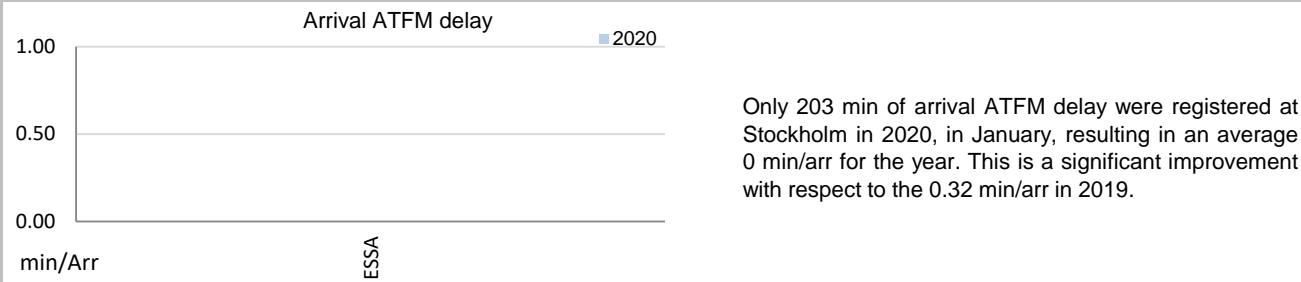 Arrival ATFM delay
2020
1.00
0.50
0.00
min/Arr
ESSA
Only 203 min of arrival ATFM delay were registered at
Stockholm in 2020, in January, resulting in an average
0 min/arr for the year. This is a significant improvement
with respect to the 0.32 min/arr in 2019.